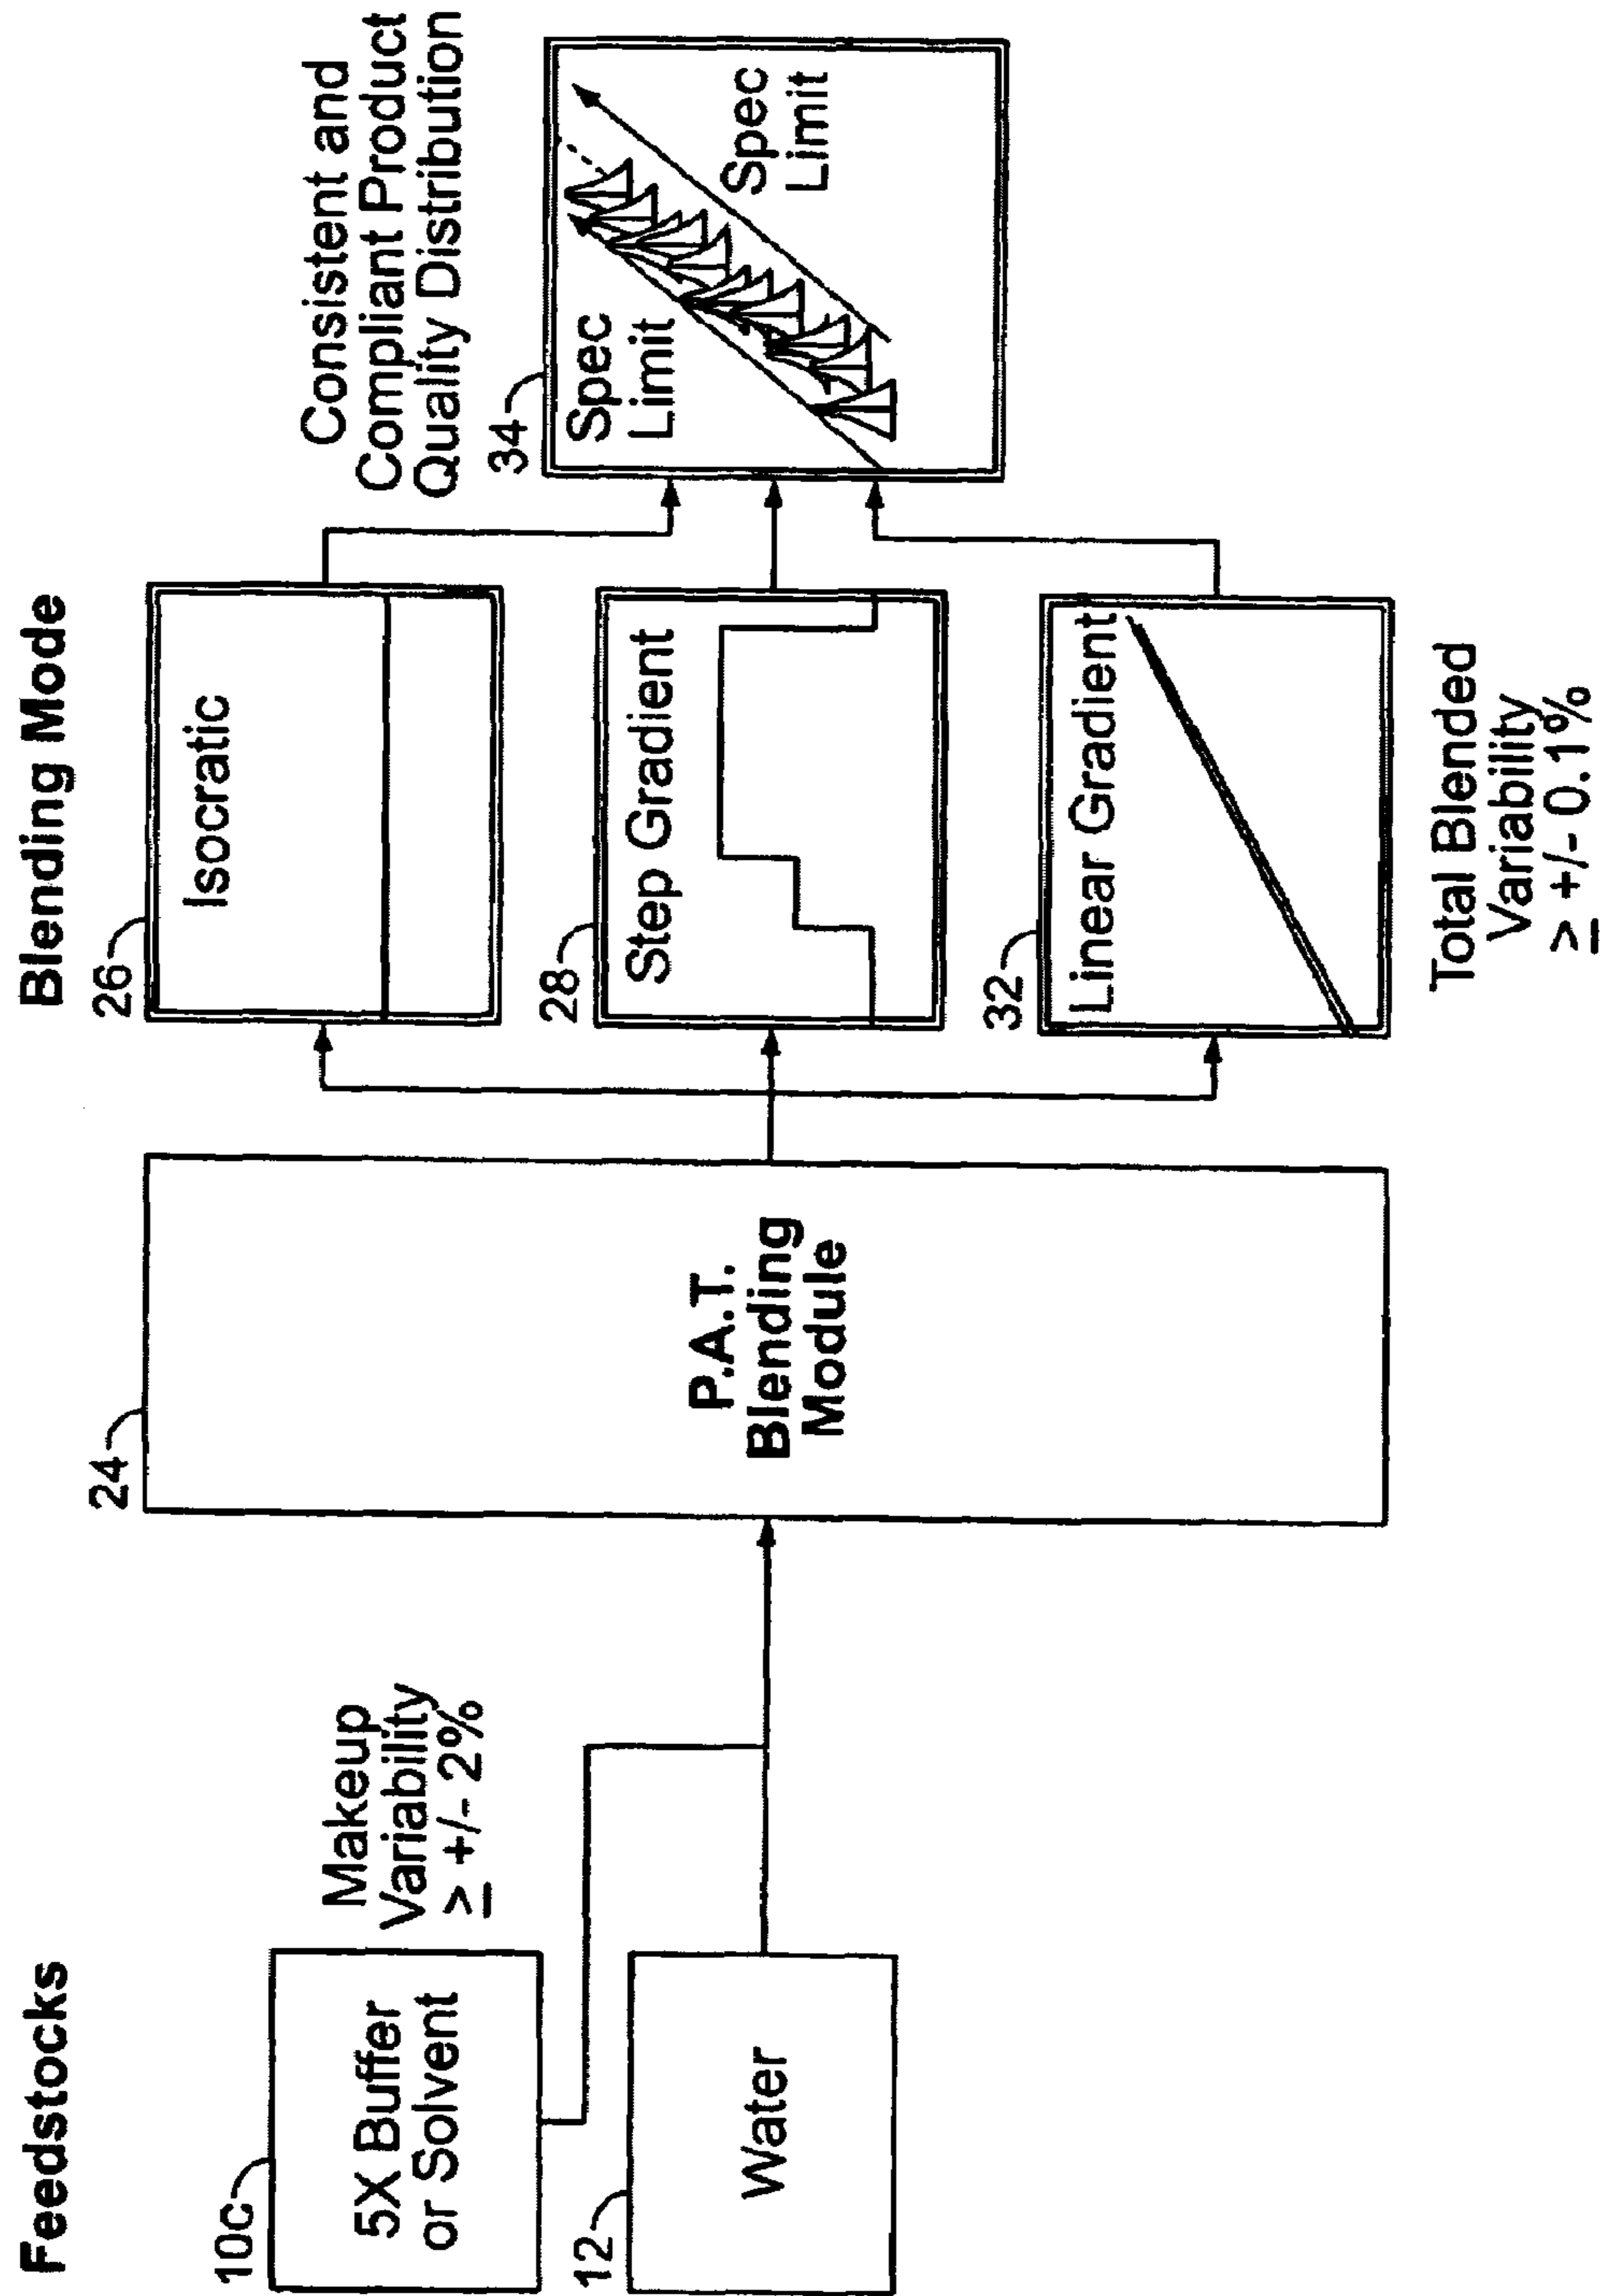 Feedstocks
10c
5X Buffer
or Solvent
Makeup
Variability
≥ +/- 2%
12
Water
24
P.A.T.
Blending
Module
Blending Mode
26
Isocratic
28
Step Gradient
32
Linear Gradient
Total Blended
Variability
≥ +/- 0.1%
Consistent and
Compliant Product
Quality Distribution
34
Spec
Limit
Spec
Limit